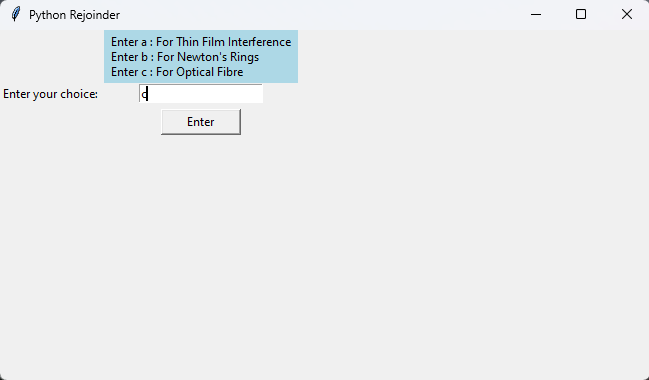 Python Rejoinder
Enter a : For Thin Film Interference
Enter b : For Newton's Rings
Enter c : For Optical Fibre
Enter your choice:
c
Enter